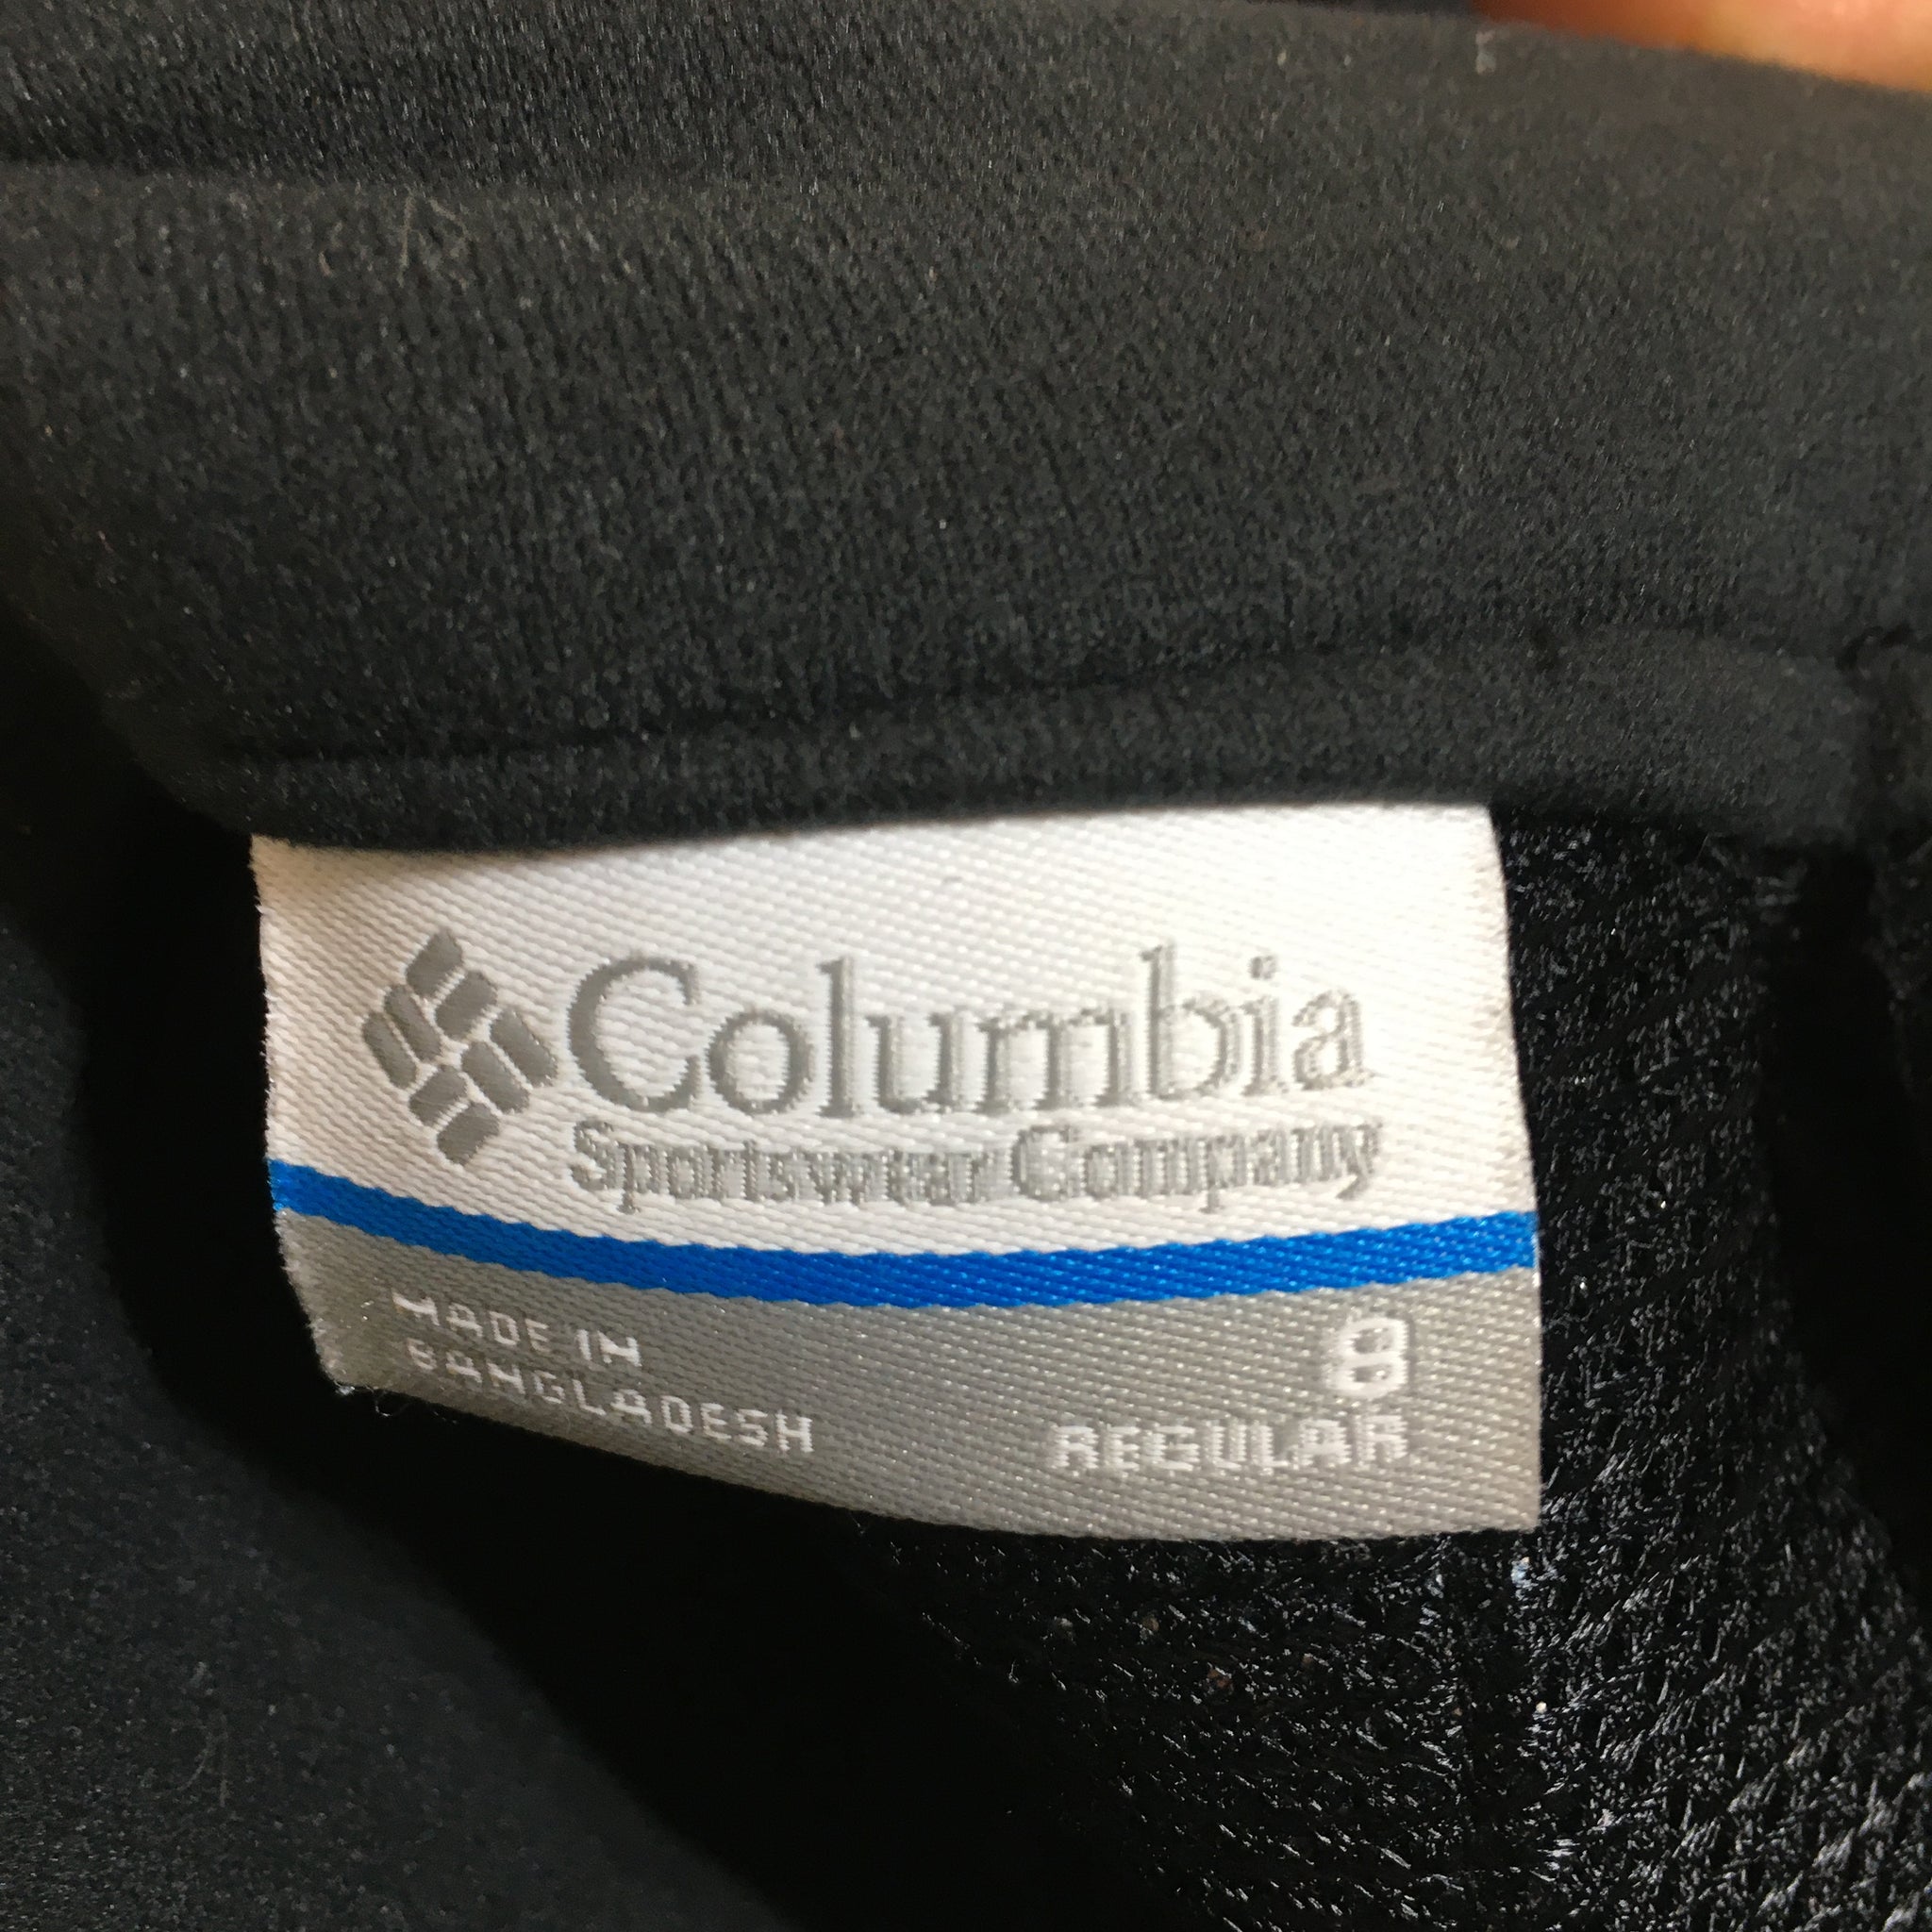 Columbia
Sportswear Company
MADE IN
BANGLADESH
8
REGULAR